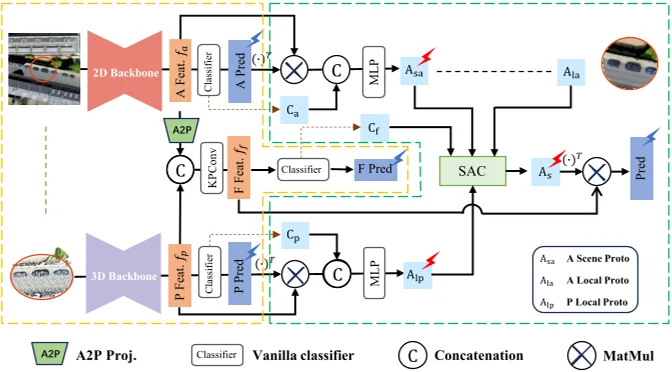 2D Backbone
A Feat. fₐ
Classifier
A Pred
(·)ᵀ
C
MLP
Aₛₐ
Aₗₐ
Cₐ
C_f
A2P
C
KPConv
F Feat. f_f
Classifier
F Pred
SAC
Aₛ
(·)ᵀ
Pred
3D Backbone
P Feat. fₚ
Classifier
P Pred
(·)ᵀ
Cₚ
C
MLP
Aₗₚ
Aₛₐ A Scene Proto
Aₗₐ A Local Proto
Aₗₚ P Local Proto
A2P A2P Proj.
Classifier Vanilla classifier
C Concatenation
MatMul